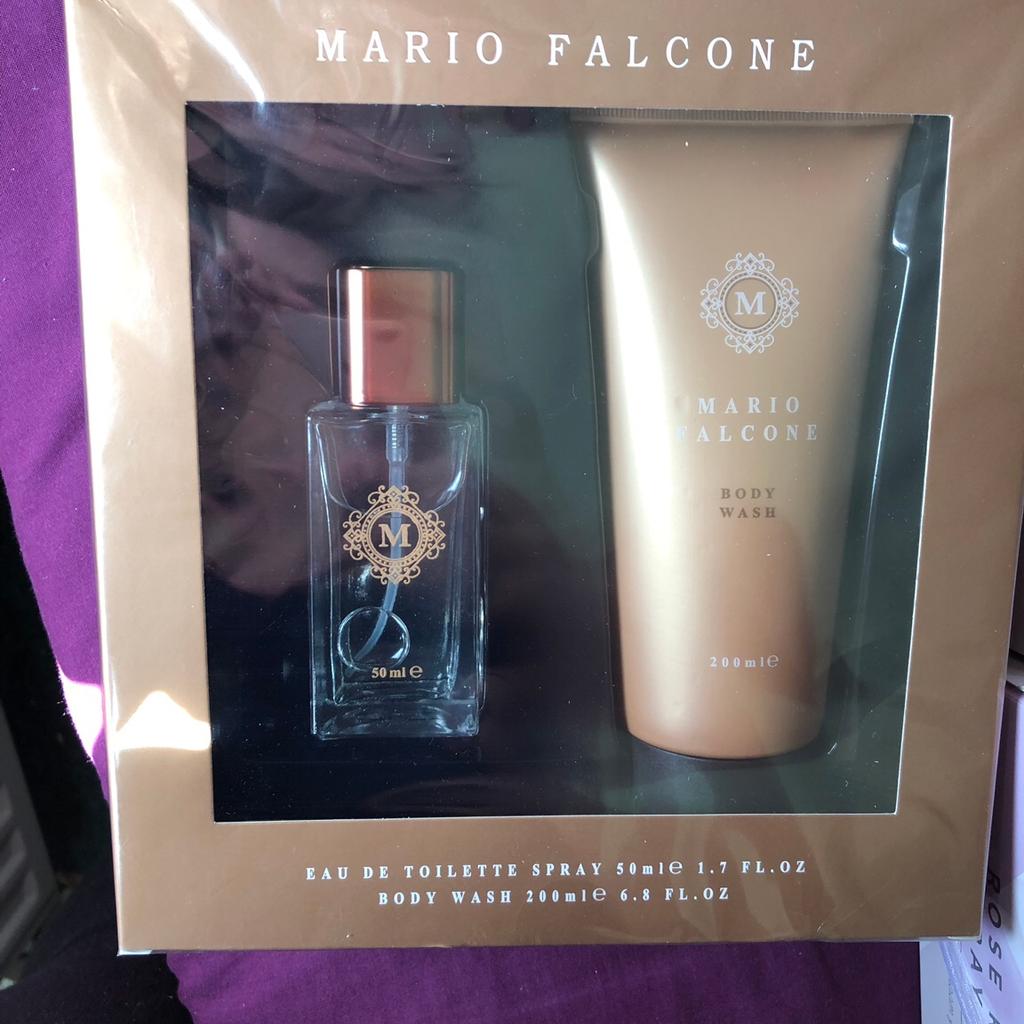 MARIO FALCONE
M
MARIO
FALCONE
BODY
WASH
200ml℮
M
50 ml ℮
EAU DE TOILETTE SPRAY 50ml℮ 1.7 FL.OZ
BODY WASH 200ml℮ 6.8 FL.OZ
ROSE